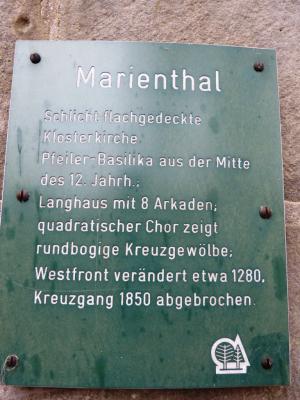 Marienthal
Schlicht flachgedeckte
Klosterkirche
Pfeiler-Basilika aus der Mitte
des 12. Jahrh.;
Langhaus mit 8 Arkaden;
quadratischer Chor zeigt
rundbogige Kreuzgewölbe;
Westfront verändert etwa 1280,
Kreuzgang 1850 abgebrochen.